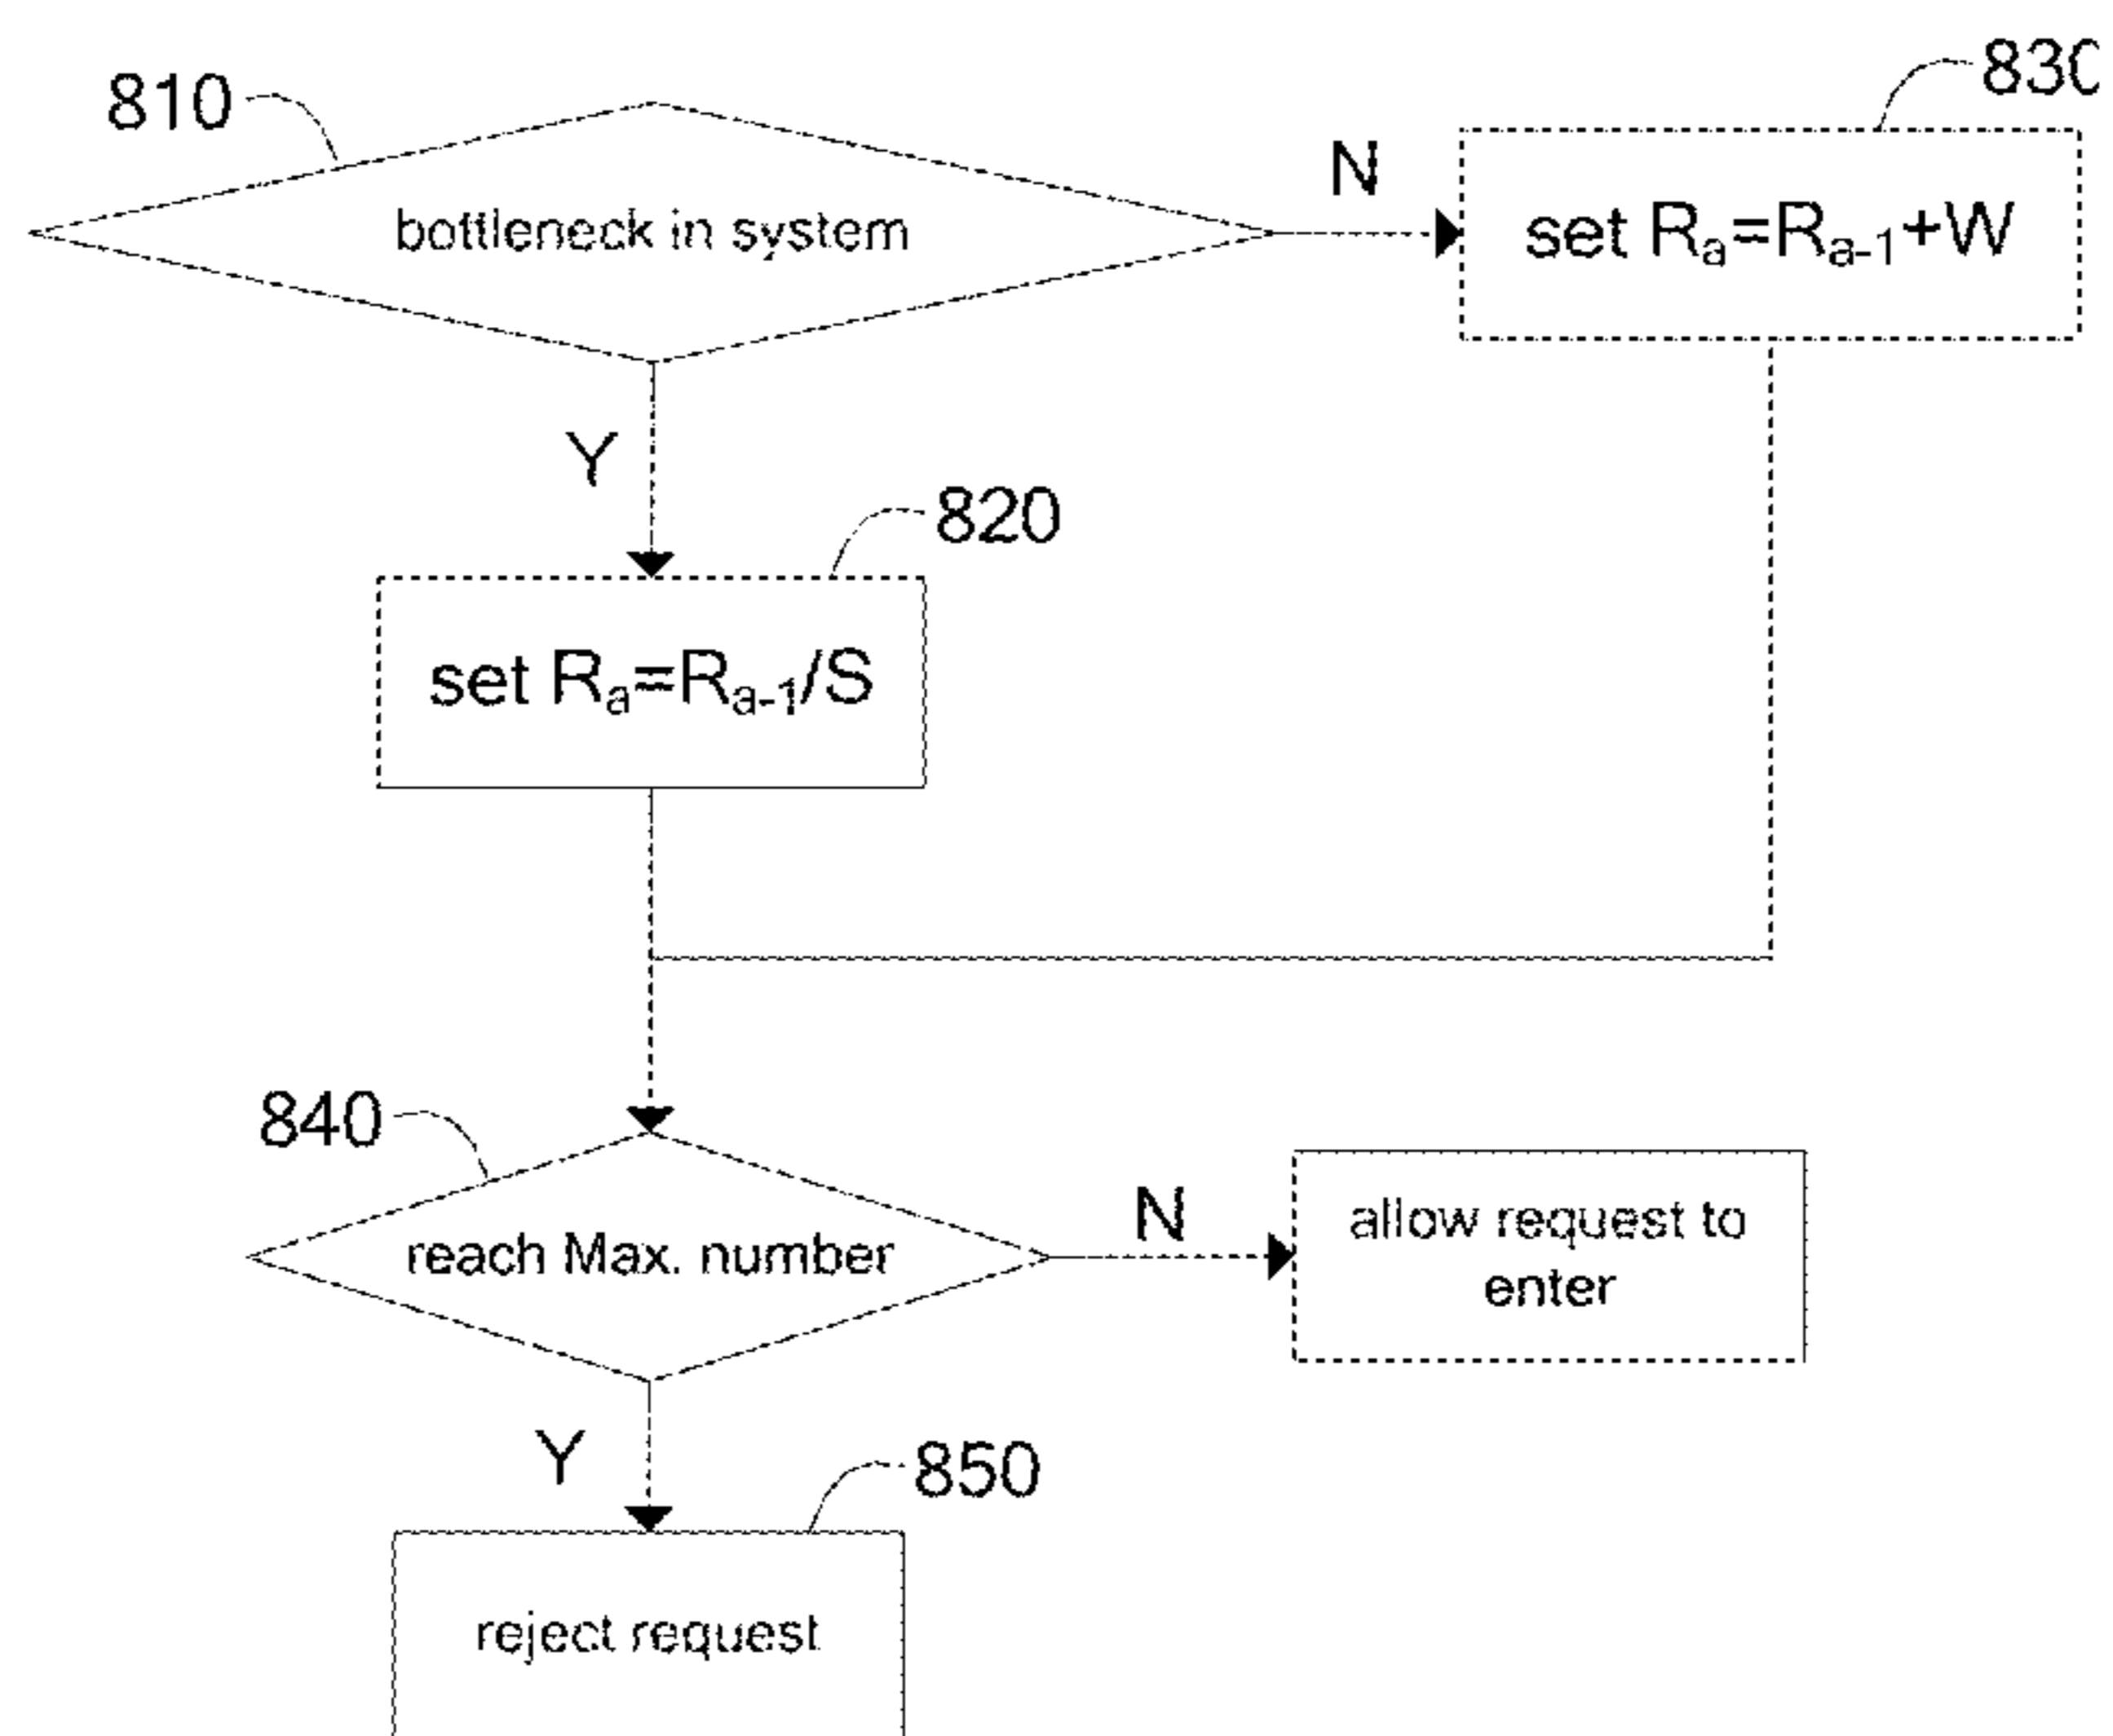 810
bottleneck in system
N
830
set Ra=Ra-1+W
Y
820
set Ra=Ra-1/S
840
reach Max. number
N
allow request to
enter
Y
850
reject request